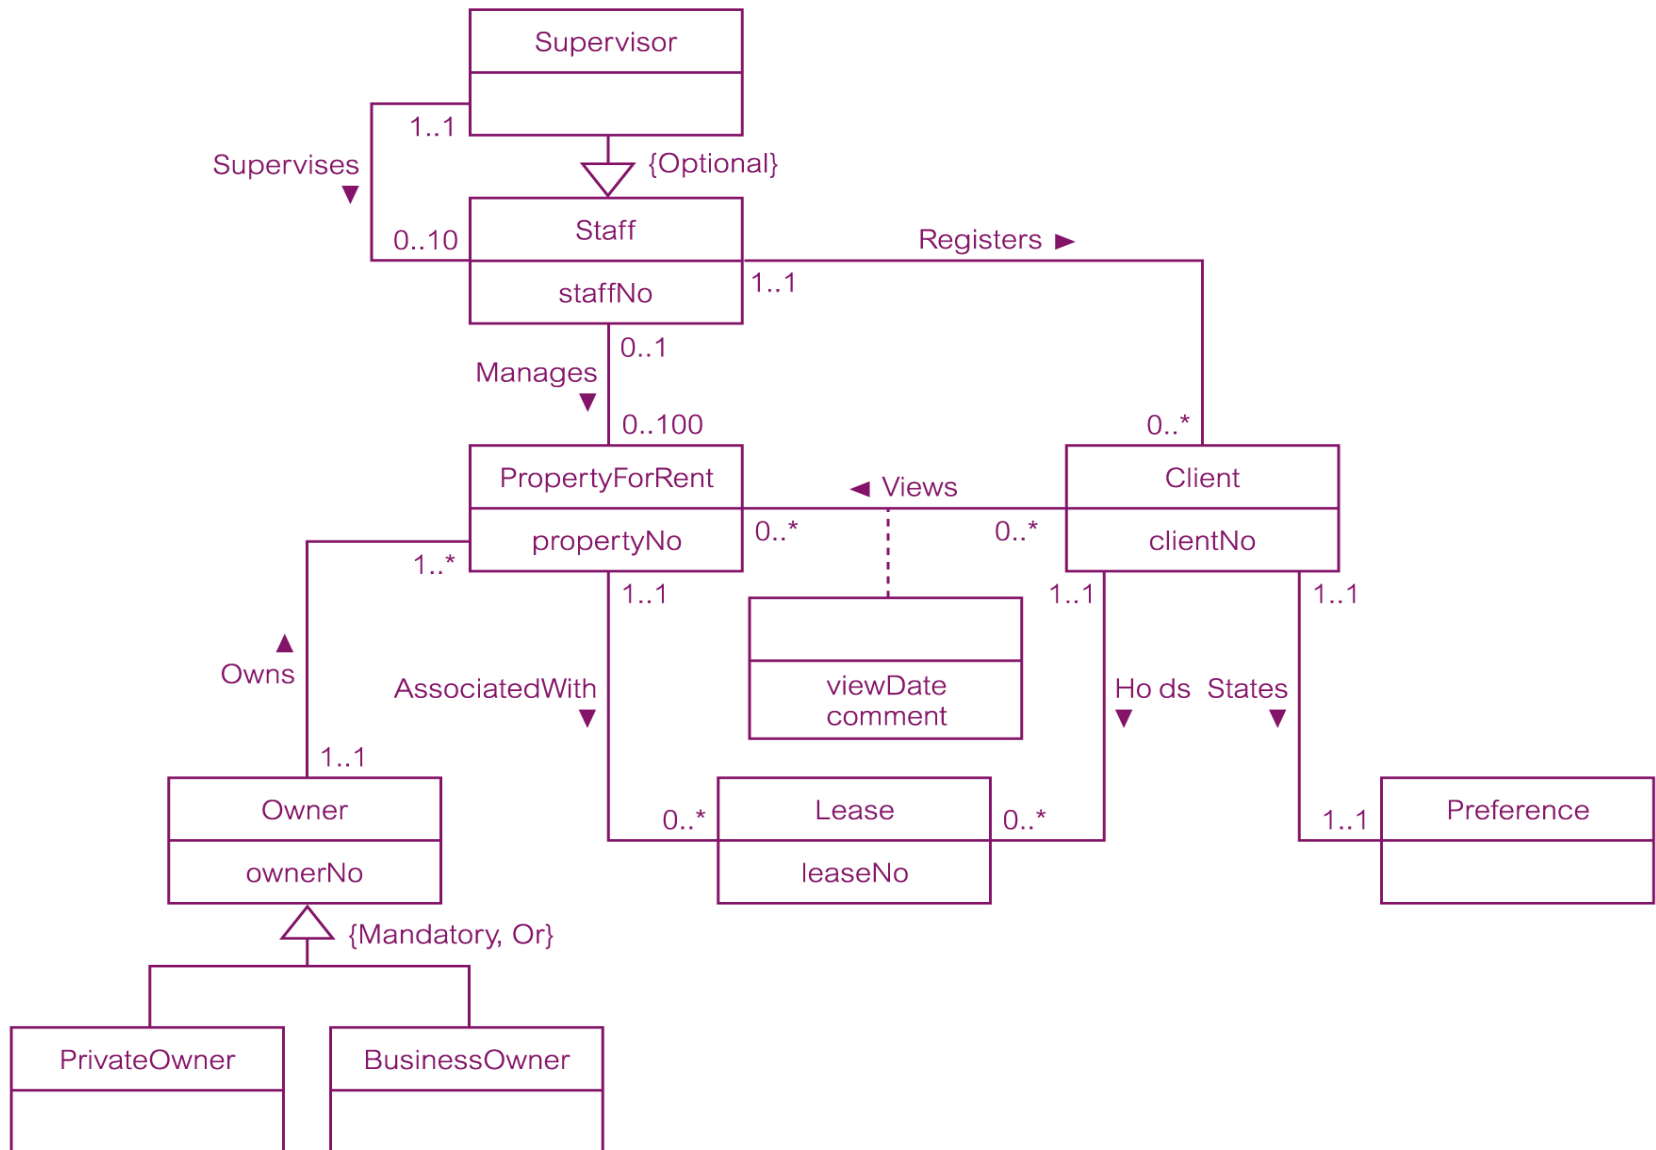 Supervisor
1..1
Supervises
▼
{Optional}
0..10
Staff
staffNo
Registers ►
1..1
0..1
Manages
▼
0..100
0..*
PropertyForRent
propertyNo
◄ Views
0..*
0..*
Client
clientNo
1..*
1..1
1..1
1..1
▲
Owns
AssociatedWith
▼
viewDate
comment
Ho ds
▼
States
▼
1..1
Owner
ownerNo
0..*
Lease
leaseNo
0..*
1..1
Preference
{Mandatory, Or}
PrivateOwner
BusinessOwner